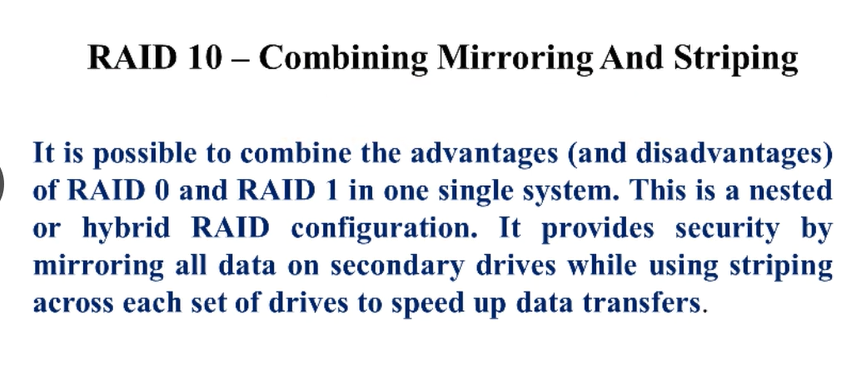 RAID 10 – Combining Mirroring And Striping
It is possible to combine the advantages (and disadvantages)
of RAID 0 and RAID 1 in one single system. This is a nested
or hybrid RAID configuration. It provides security by
mirroring all data on secondary drives while using striping
across each set of drives to speed up data transfers.